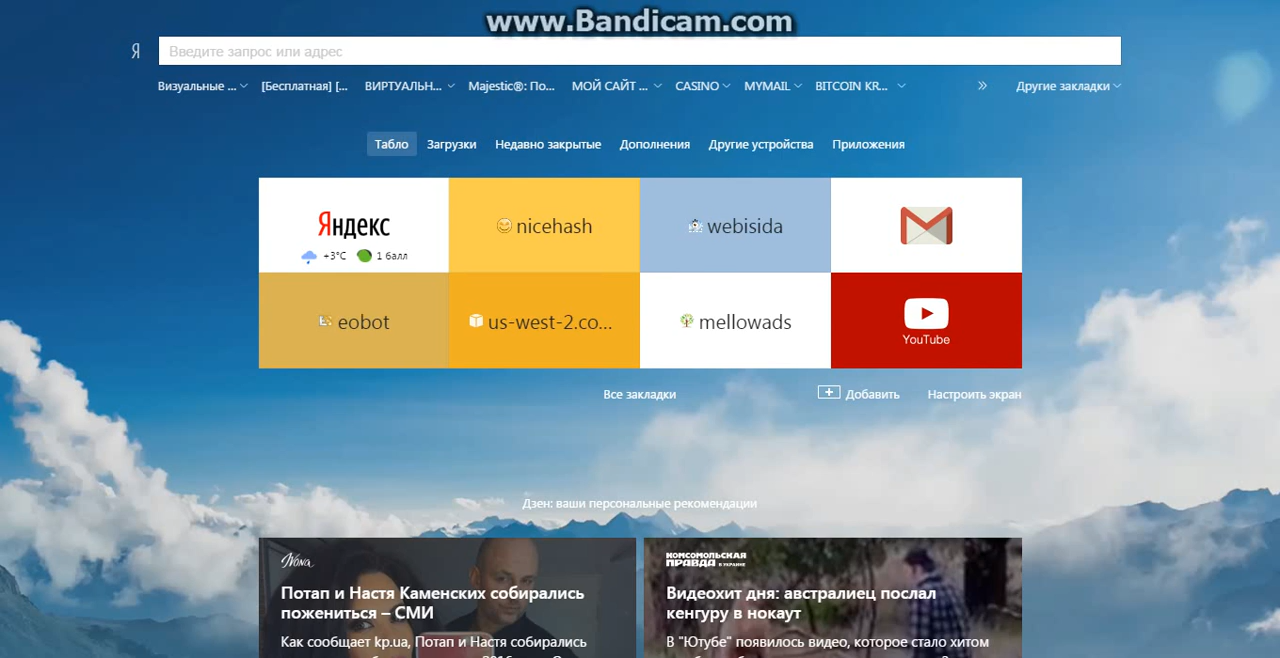 www.Bandicam.com
Я
Введите запрос или адрес
Визуальные ...
[Бесплатная] [...
ВИРТУАЛЬН...
Majestic®: По...
МОЙ САЙТ ...
CASINO
MYMAIL
BITCOIN KR...
»
Другие закладки
Табло
Загрузки
Недавно закрытые
Дополнения
Другие устройства
Приложения
Яндекс
+3°C
1 балл
nicehash
webisida
eobot
us-west-2.co...
mellowads
YouTube
Все закладки
Добавить
Настроить экран
Дзен: ваши персональные рекомендации
Nona
Потап и Настя Каменских собирались
пожениться – СМИ
Как сообщает kp.ua, Потап и Настя собирались
КОМСОМОЛЬСКАЯ
ПРАВДА В УКРАИНЕ
Видеохит дня: австралиец послал
кенгуру в нокаут
В "Ютубе" появилось видео, которое стало хитом